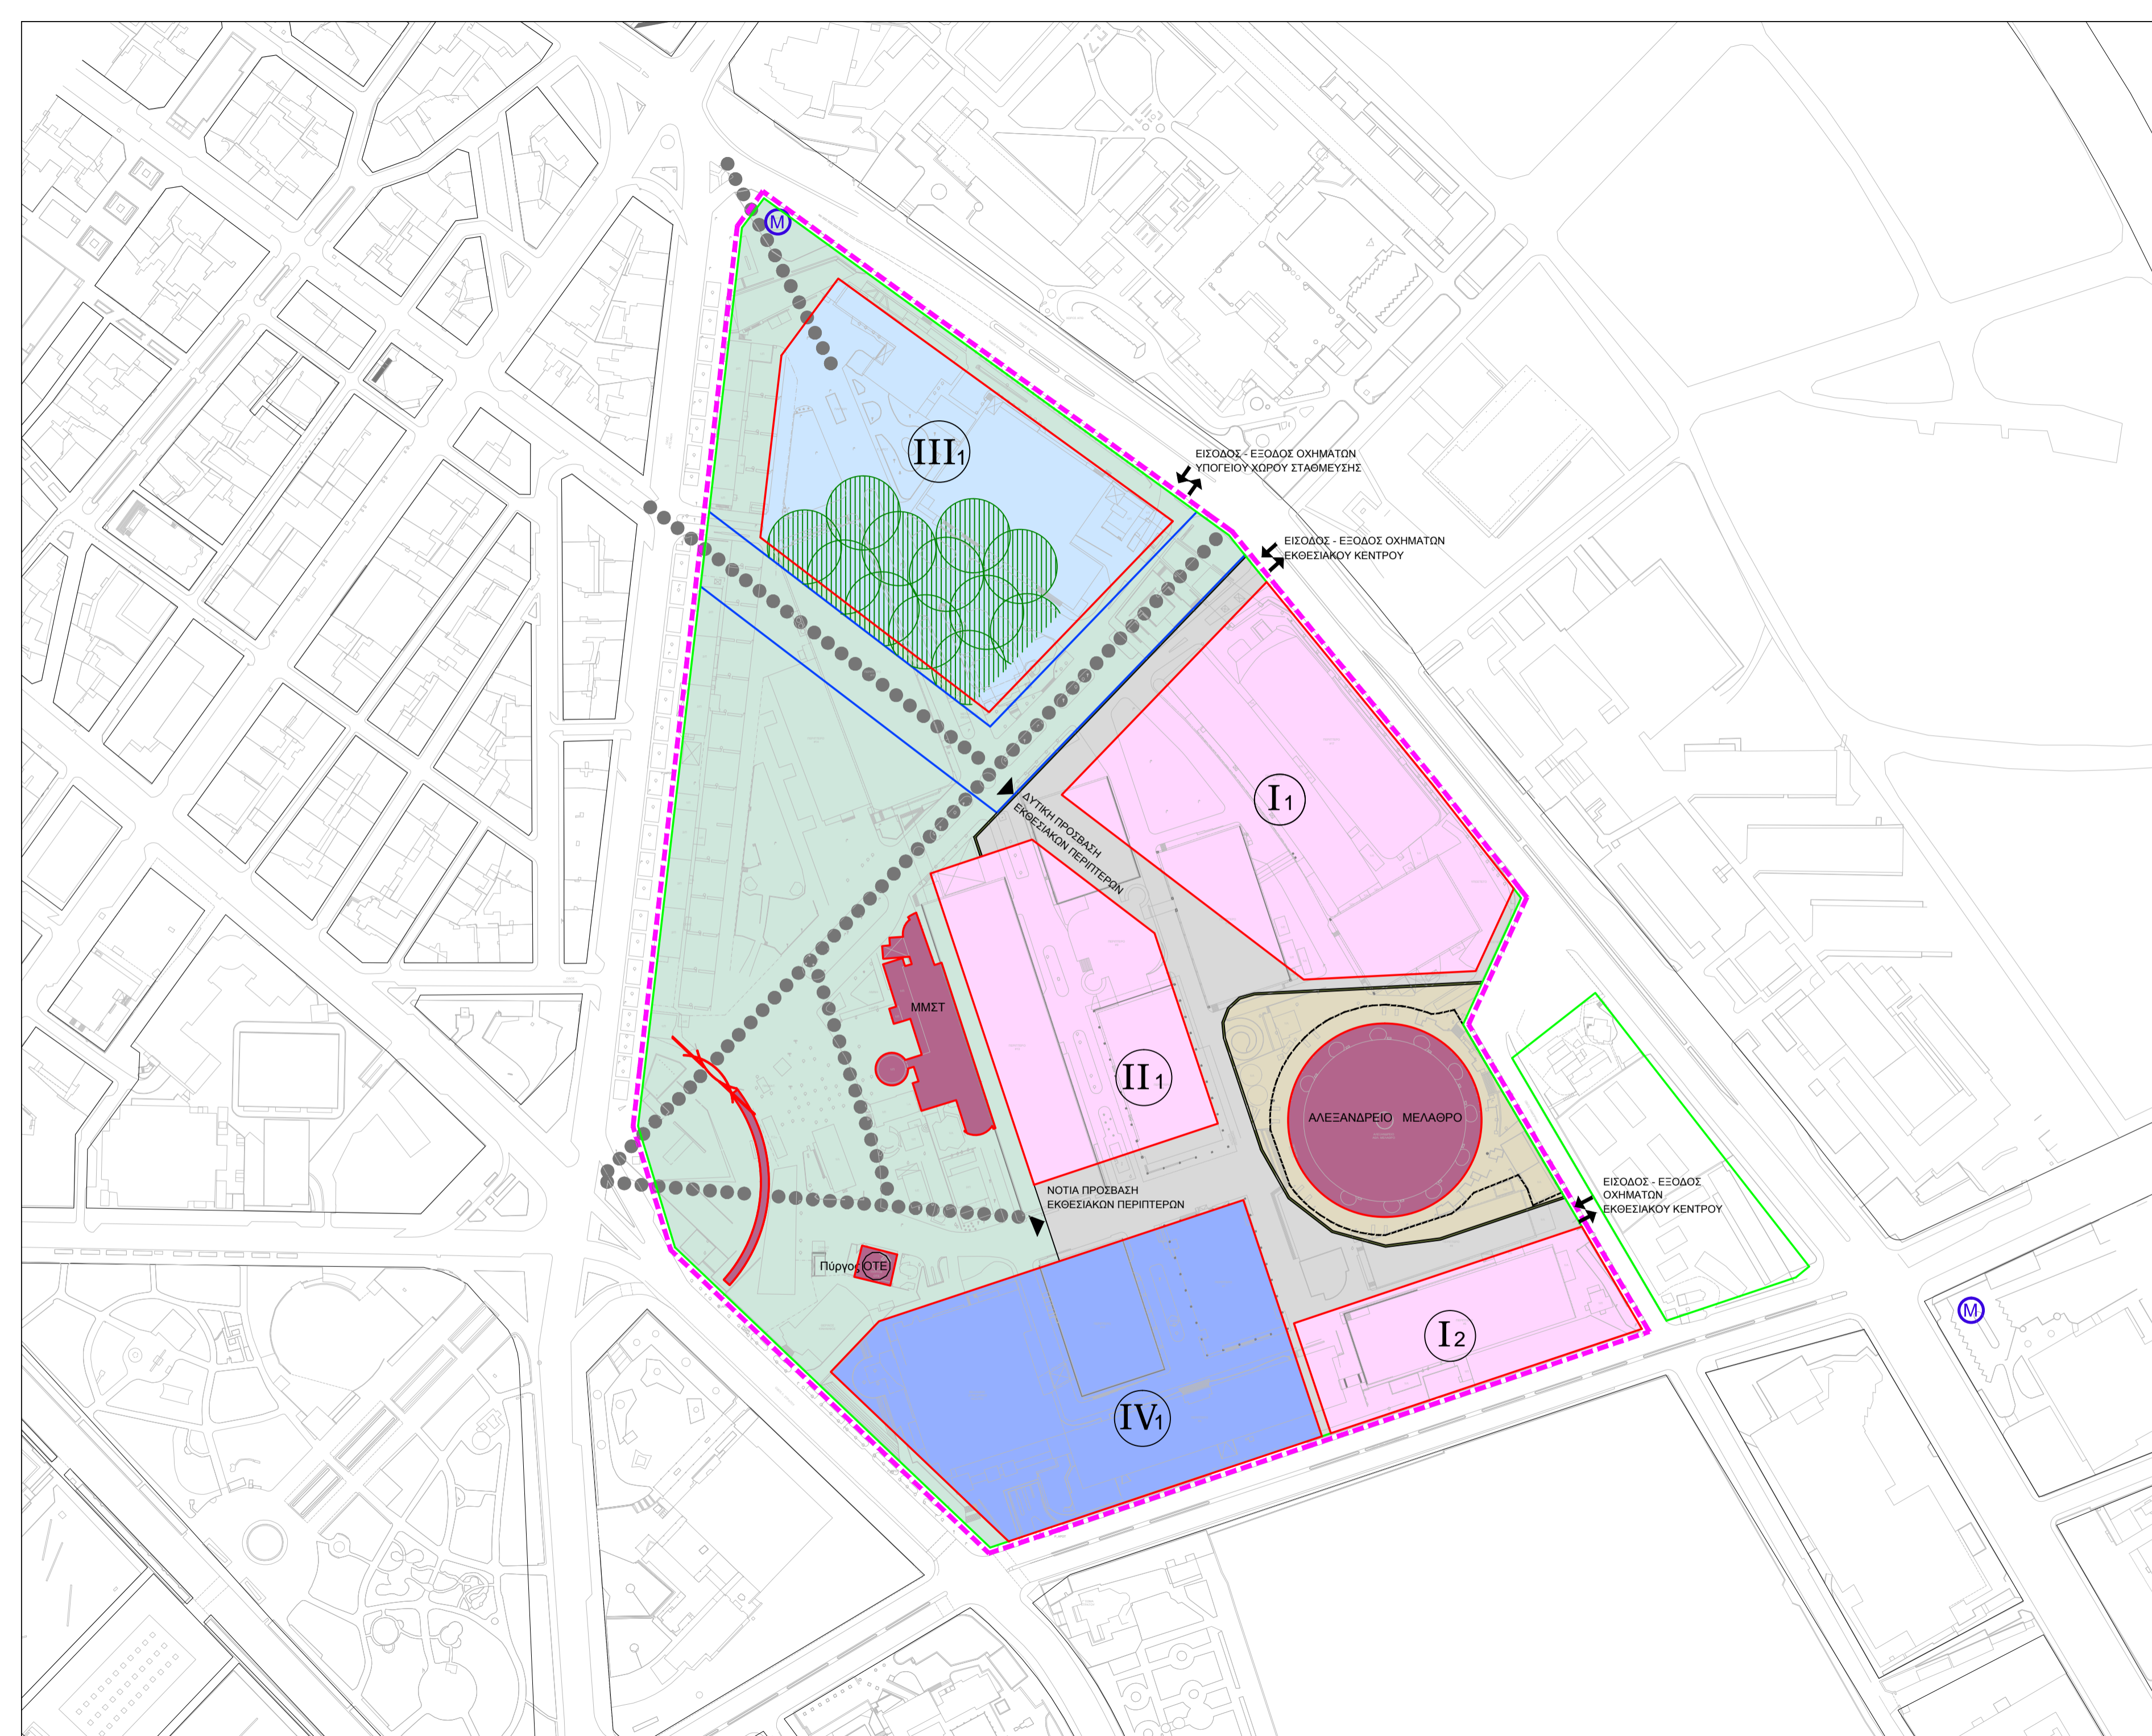 M
III1
ΕΙΣΟΔΟΣ - ΕΞΟΔΟΣ ΟΧΗΜΑΤΩΝ
ΥΠΟΓΕΙΟΥ ΧΩΡΟΥ ΣΤΑΘΜΕΥΣΗΣ
ΕΙΣΟΔΟΣ - ΕΞΟΔΟΣ ΟΧΗΜΑΤΩΝ
ΕΚΘΕΣΙΑΚΟΥ ΚΕΝΤΡΟΥ
I1
ΔΥΤΙΚΗ ΠΡΟΣΒΑΣΗ
ΕΚΘΕΣΙΑΚΩΝ ΠΕΡΙΠΤΕΡΩΝ
ΜΜΣΤ
II1
ΑΛΕΞΑΝΔΡΕΙΟ ΜΕΛΑΘΡΟ
ΝΟΤΙΑ ΠΡΟΣΒΑΣΗ
ΕΚΘΕΣΙΑΚΩΝ ΠΕΡΙΠΤΕΡΩΝ
ΕΙΣΟΔΟΣ - ΕΞΟΔΟΣ
ΟΧΗΜΑΤΩΝ
ΕΚΘΕΣΙΑΚΟΥ ΚΕΝΤΡΟΥ
Πύργος ΟΤΕ
M
I2
IV1